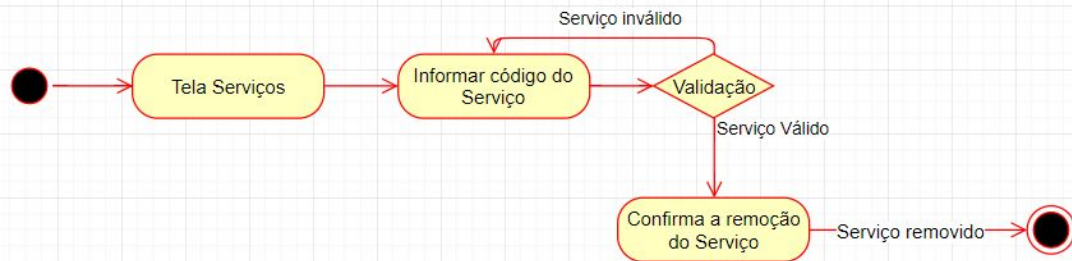 Serviço inválido
Tela Serviços
Informar código do
Serviço
Validação
Serviço Válido
Confirma a remoção
do Serviço
Serviço removido